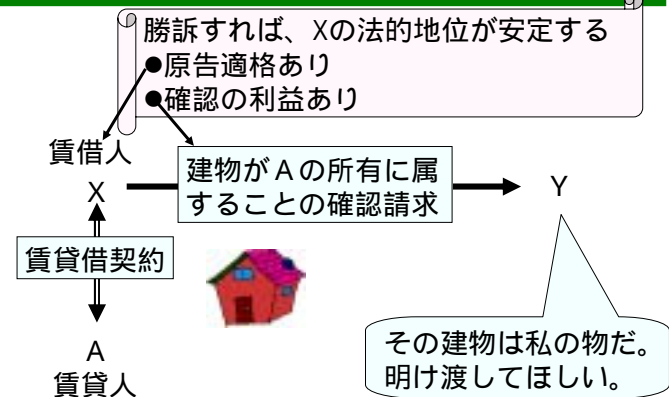 勝訴すれば、Xの法的地位が安定する
●原告適格あり
●確認の利益あり
賃借人
X
建物がAの所有に属
することの確認請求
Y
賃貸借契約
A
賃貸人
その建物は私の物だ。
明け渡してほしい。